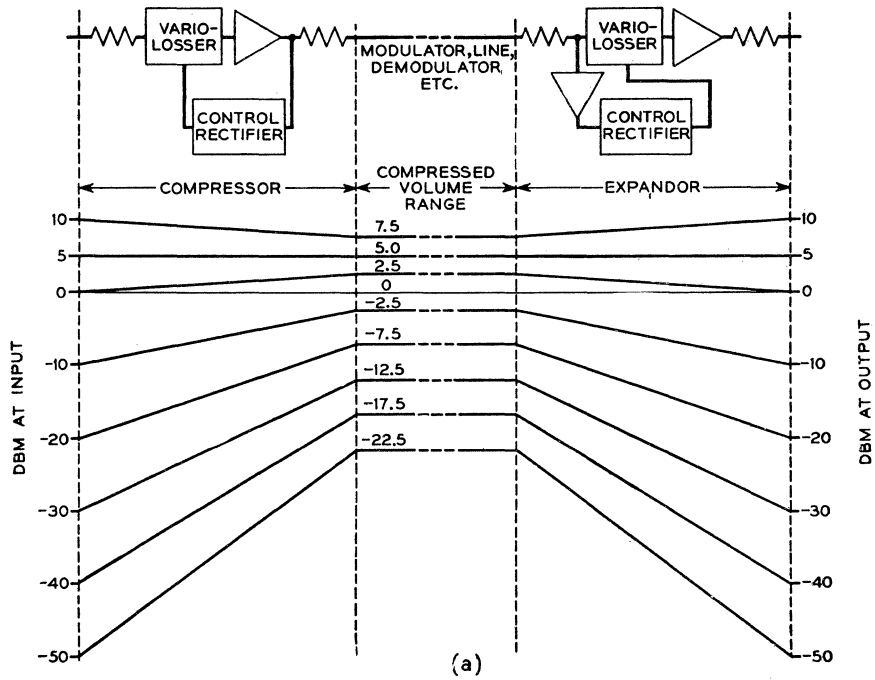 VARIO-
LOSSER
CONTROL
RECTIFIER
MODULATOR, LINE,
DEMODULATOR,
ETC.
VARIO-
LOSSER
CONTROL
RECTIFIER
COMPRESSOR
COMPRESSED
VOLUME
RANGE
EXPANDOR
DBM AT INPUT
10
5
0
-10
-20
-30
-40
-50
7.5
5.0
2.5
0
-2.5
-7.5
-12.5
-17.5
-22.5
10
5
0
-10
-20
-30
-40
-50
DBM AT OUTPUT
(a)